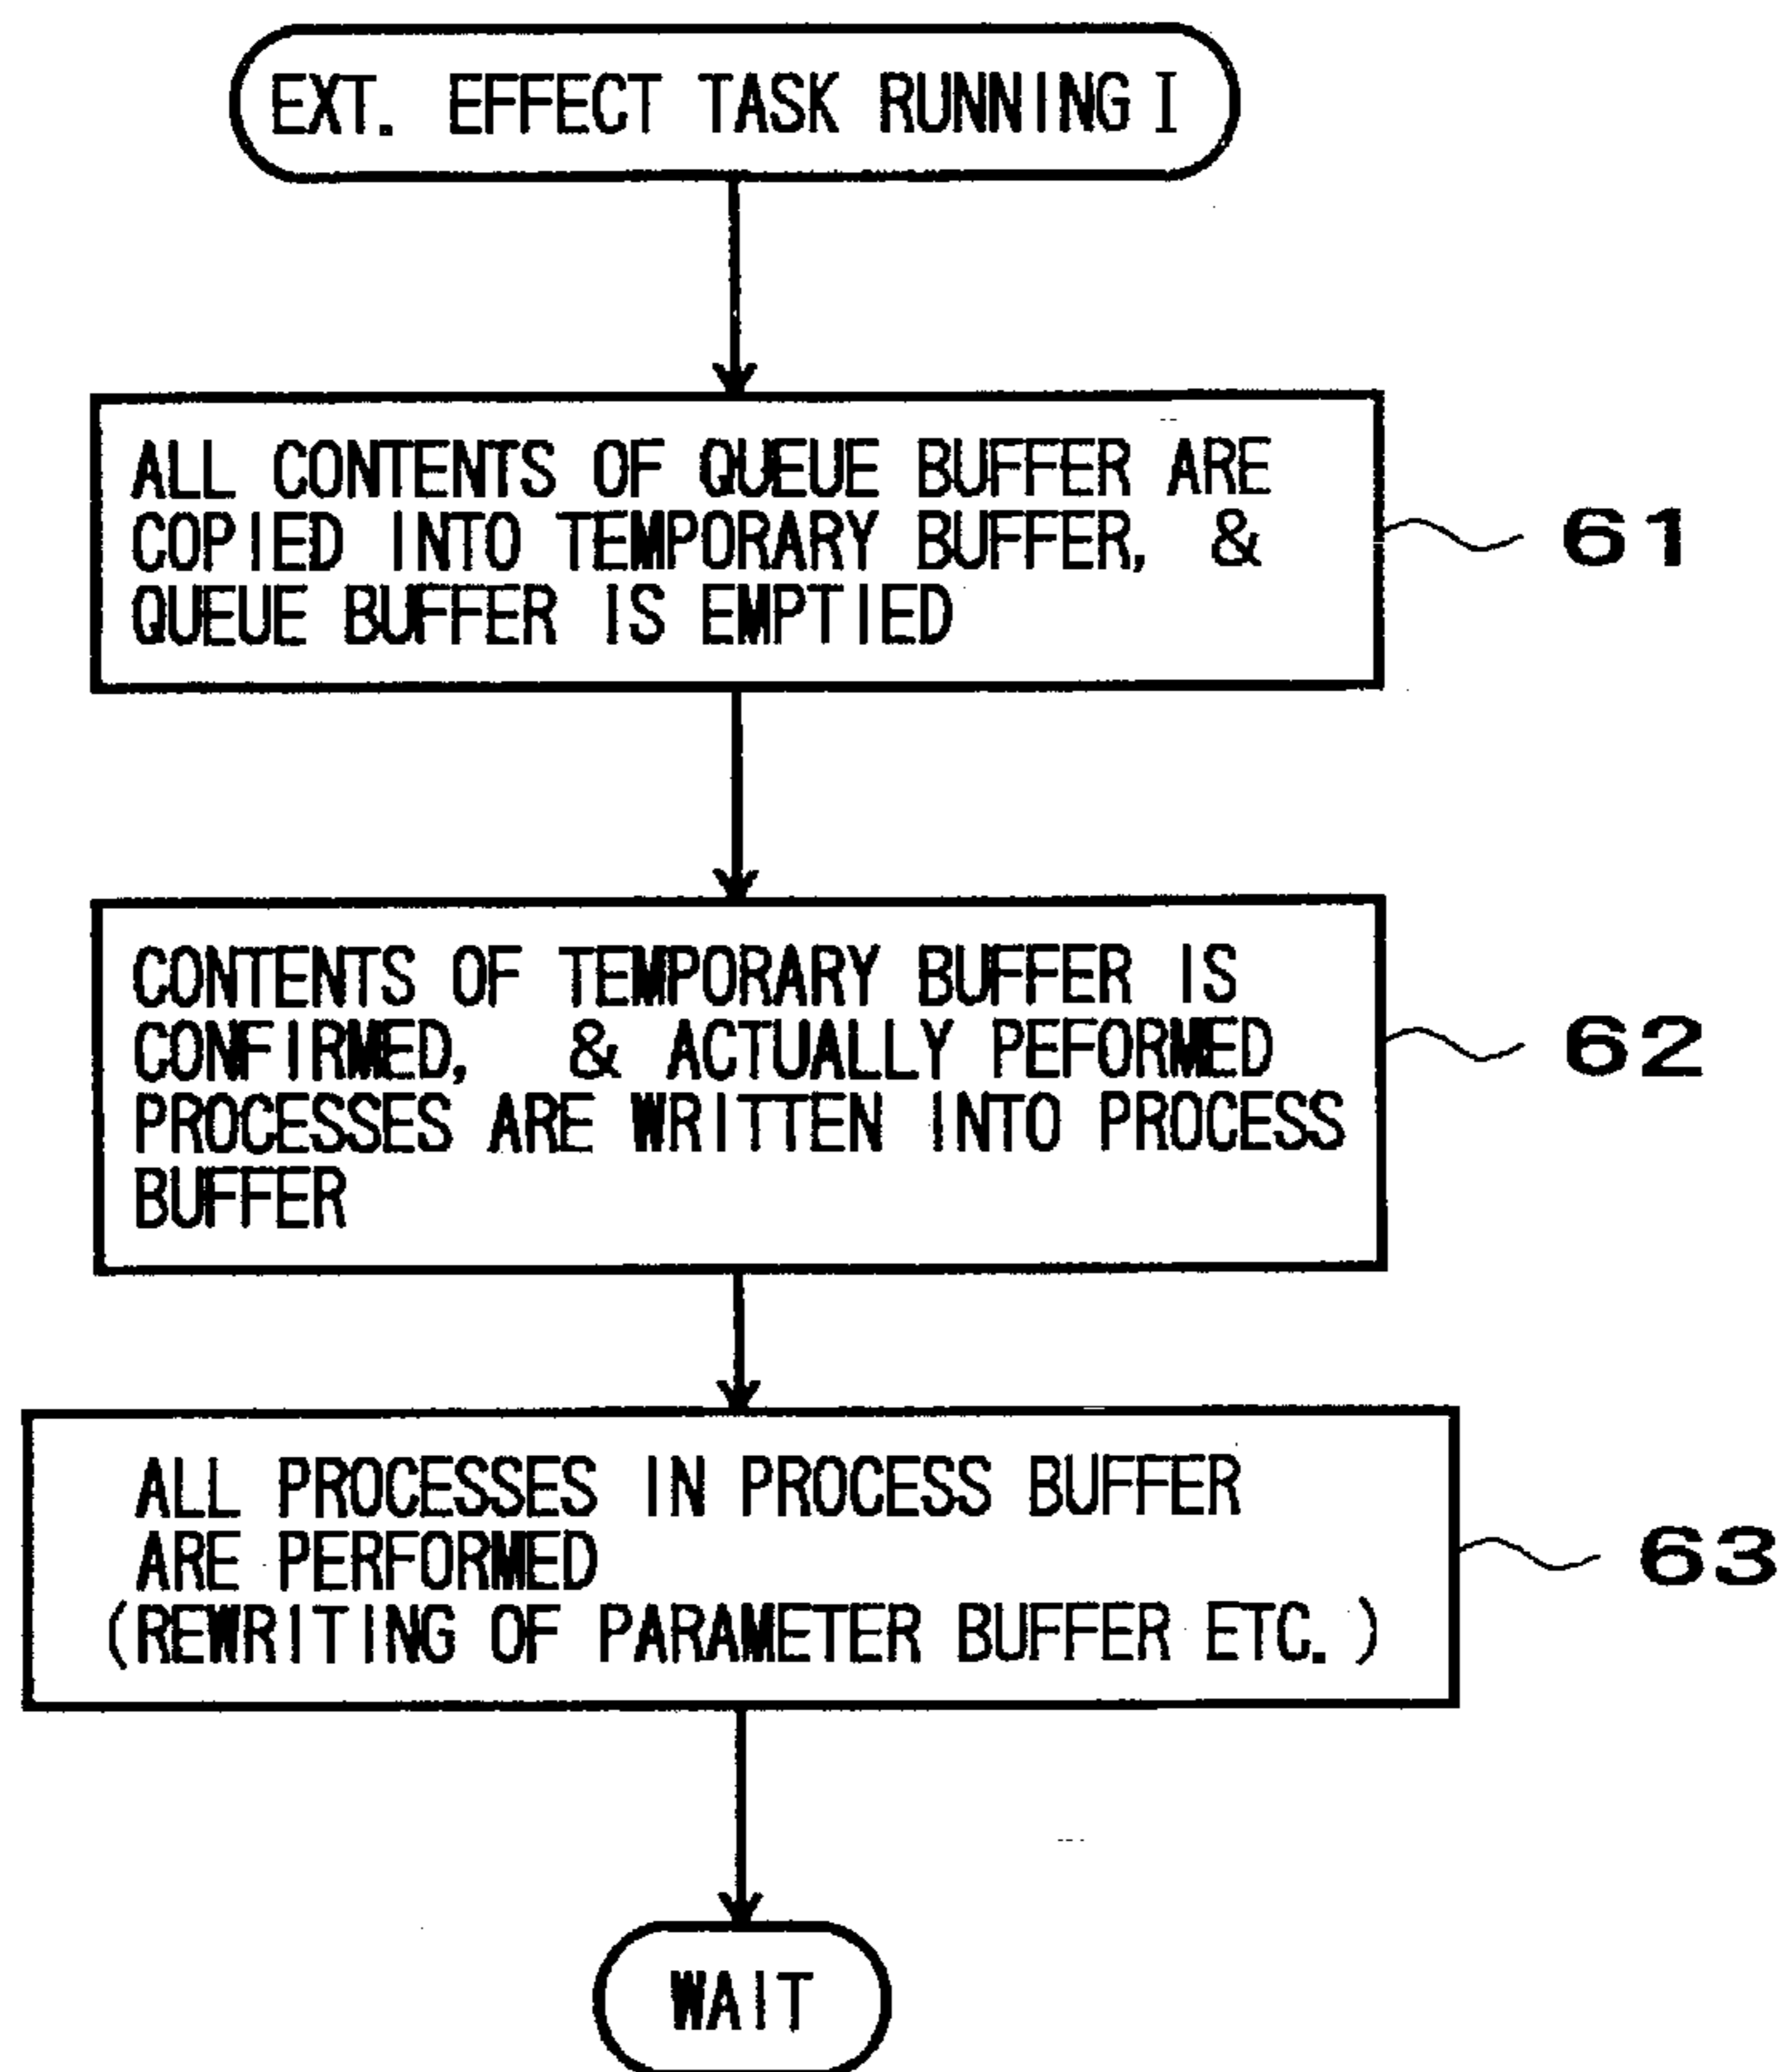 EXT. EFFECT TASK RUNNING I
ALL CONTENTS OF QUEUE BUFFER ARE
COPIED INTO TEMPORARY BUFFER, &
QUEUE BUFFER IS EMPTIED
61
CONTENTS OF TEMPORARY BUFFER IS
CONFIRMED, & ACTUALLY PEFORMED
PROCESSES ARE WRITTEN INTO PROCESS
BUFFER
62
ALL PROCESSES IN PROCESS BUFFER
ARE PERFORMED
(REWRITING OF PARAMETER BUFFER ETC.)
63
WAIT